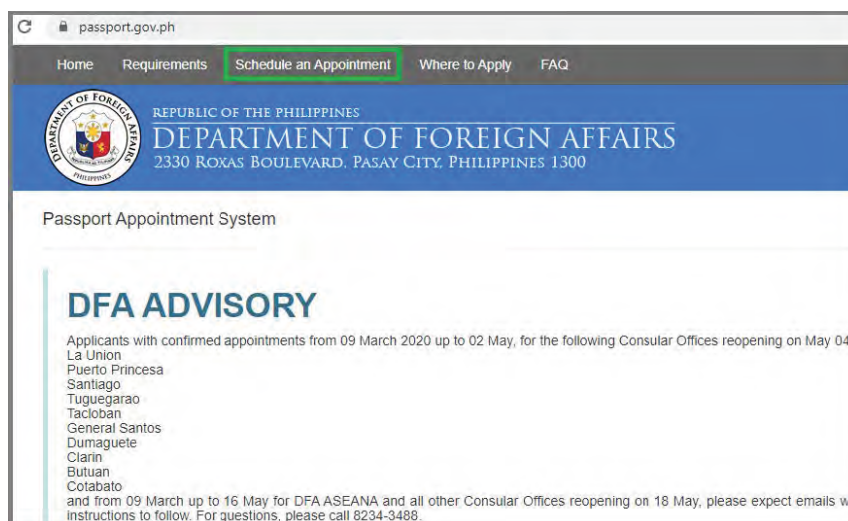 passport.gov.ph
Home Requirements Schedule an Appointment Where to Apply FAQ
DEPARTMENT OF FOREIGN AFFAIRS
PHILIPPINES
REPUBLIC OF THE PHILIPPINES
DEPARTMENT OF FOREIGN AFFAIRS
2330 ROXAS BOULEVARD, PASAY CITY, PHILIPPINES 1300
Passport Appointment System
DFA ADVISORY
Applicants with confirmed appointments from 09 March 2020 up to 02 May, for the following Consular Offices reopening on May 04
La Union
Puerto Princesa
Santiago
Tuguegarao
Tacloban
General Santos
Dumaguete
Clarin
Butuan
Cotabato
and from 09 March up to 16 May for DFA ASEANA and all other Consular Offices reopening on 18 May, please expect emails w
instructions to follow. For questions, please call 8234-3488.